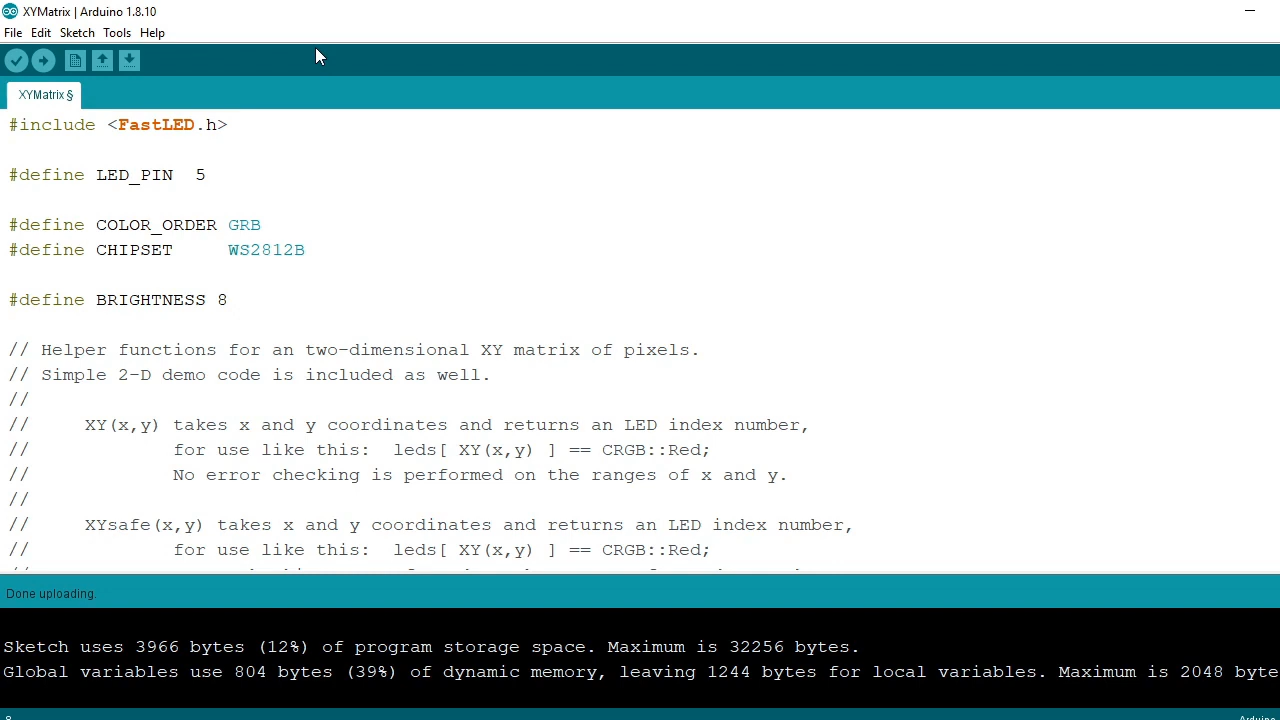 XYMatrix | Arduino 1.8.10
File Edit Sketch Tools Help
XYMatrix §
#include <FastLED.h>
#define LED_PIN  5
#define COLOR_ORDER GRB
#define CHIPSET     WS2812B
#define BRIGHTNESS 8
// Helper functions for an two-dimensional XY matrix of pixels.
// Simple 2-D demo code is included as well.
//
//     XY(x,y) takes x and y coordinates and returns an LED index number,
//             for use like this:  leds[ XY(x,y) ] == CRGB::Red;
//             No error checking is performed on the ranges of x and y.
//
//     XYsafe(x,y) takes x and y coordinates and returns an LED index number,
//             for use like this:  leds[ XY(x,y) ] == CRGB::Red;
Done uploading.
Sketch uses 3966 bytes (12%) of program storage space. Maximum is 32256 bytes.
Global variables use 804 bytes (39%) of dynamic memory, leaving 1244 bytes for local variables. Maximum is 2048 byte